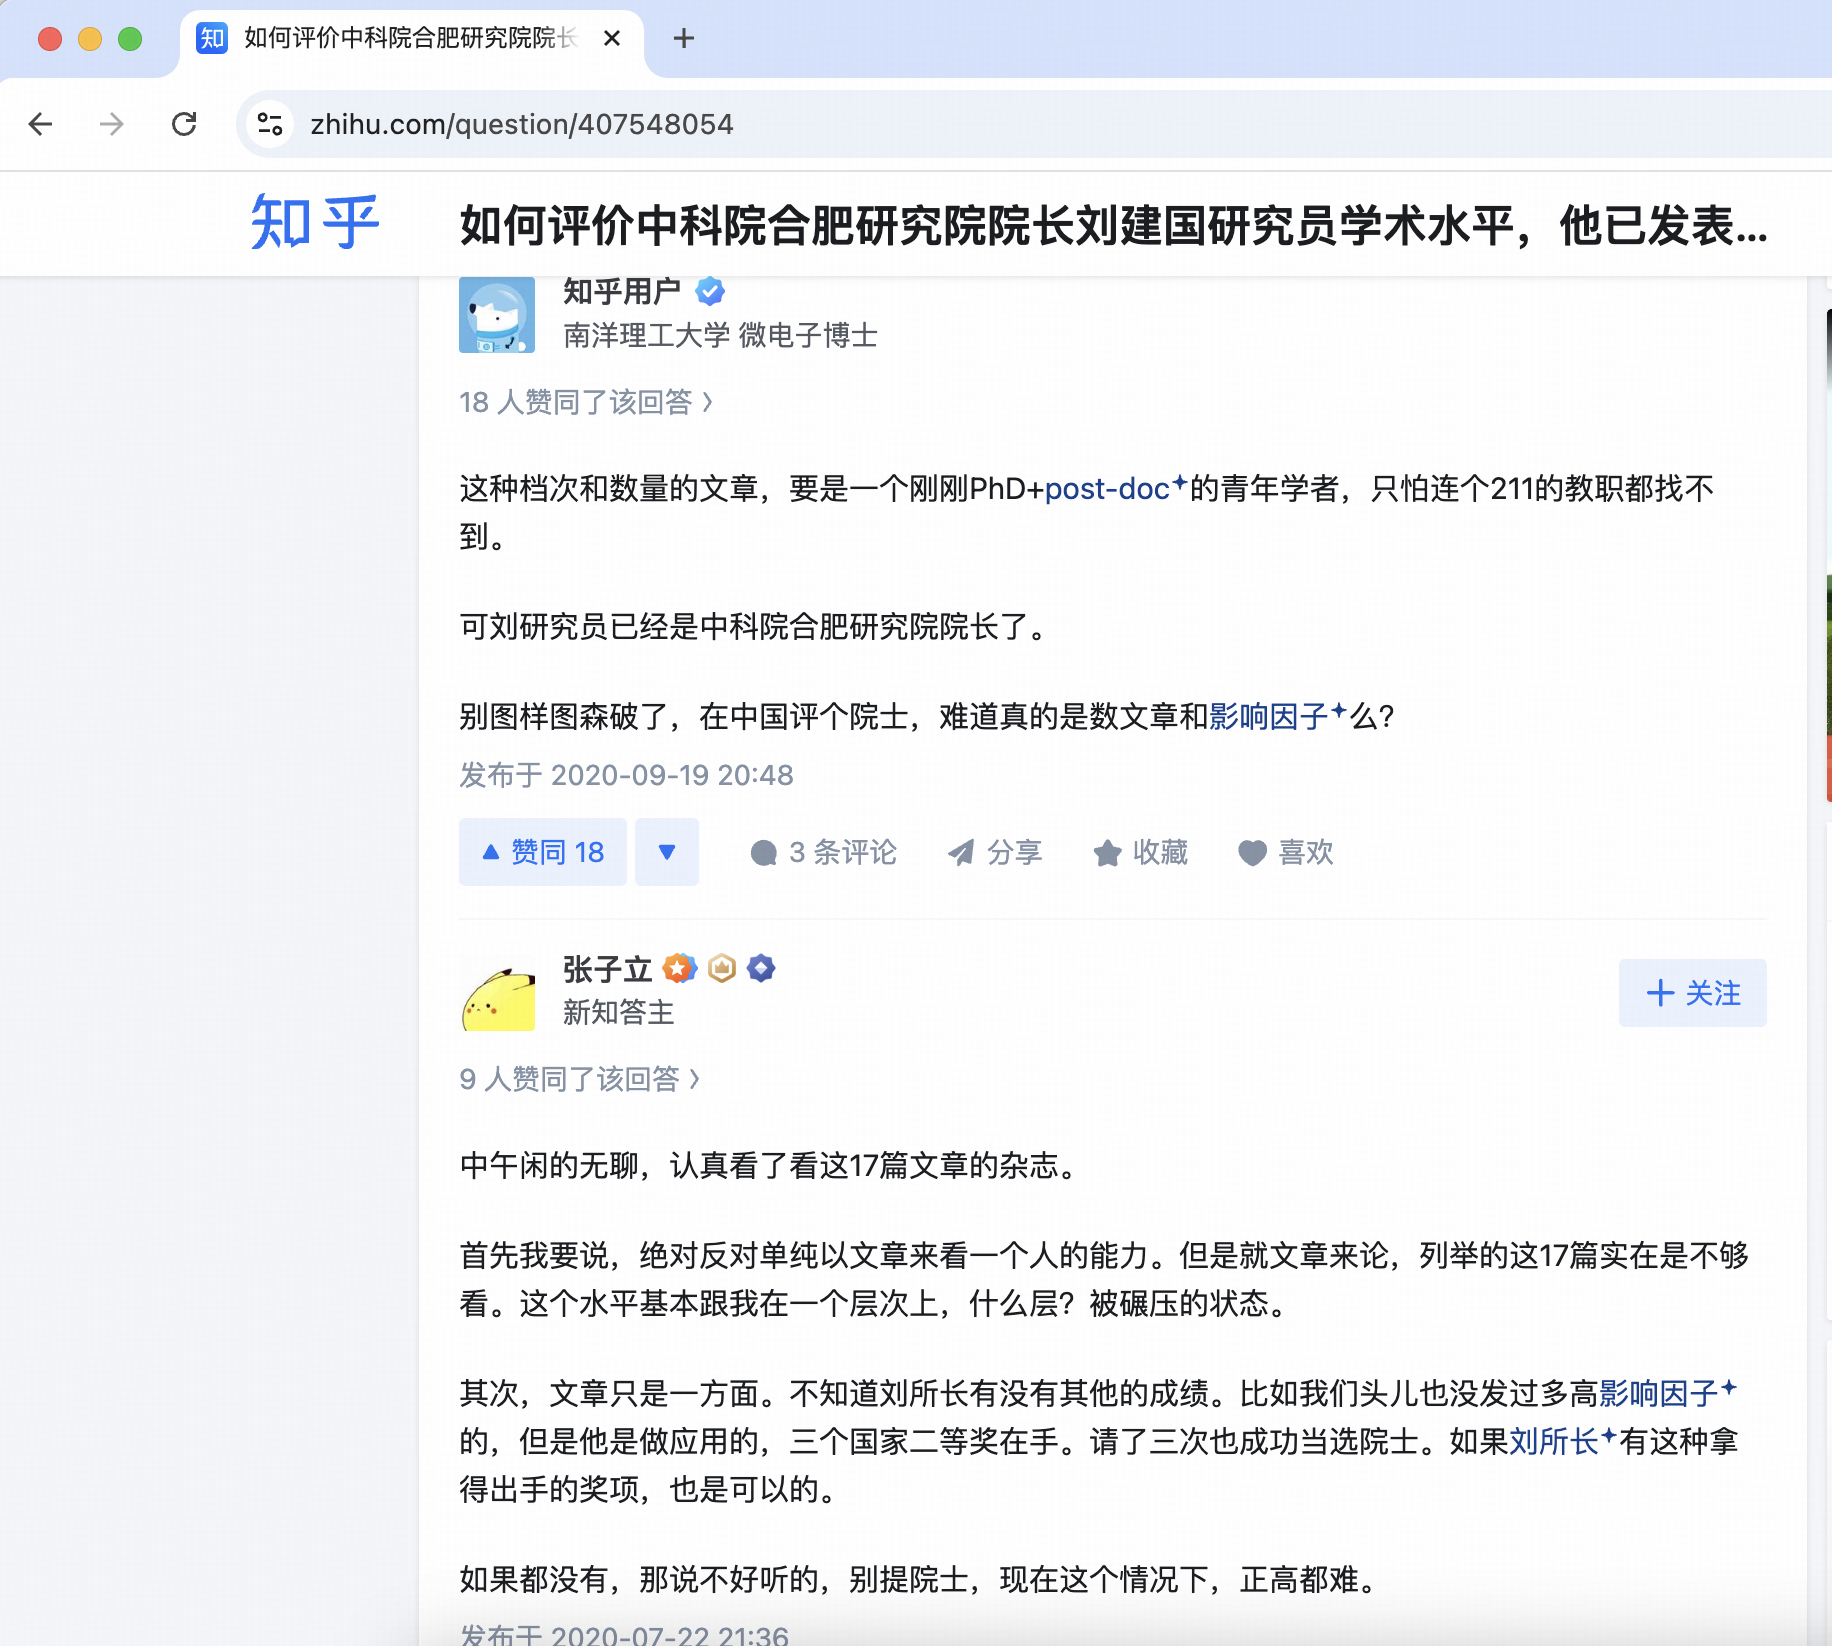 知 如何评价中科院合肥研究院院长
zhihu.com/question/407548054
知乎 如何评价中科院合肥研究院院长刘建国研究员学术水平，他已发表...
知乎用户
南洋理工大学 微电子博士
18 人赞同了该回答
这种档次和数量的文章，要是一个刚刚PhD+post-doc的青年学者，只怕连个211的教职都找不
到。
可刘研究员已经是中科院合肥研究院院长了。
别图样图森破了，在中国评个院士，难道真的是数文章和影响因子么？
发布于 2020-09-19 20:48
赞同 18 3 条评论 分享 收藏 喜欢
张子立
新知答主
关注
9 人赞同了该回答
中午闲的无聊，认真看了看这17篇文章的杂志。
首先我要说，绝对反对单纯以文章来看一个人的能力。但是就文章来论，列举的这17篇实在是不够
看。这个水平基本跟我在一个层次上，什么层？被碾压的状态。
其次，文章只是一方面。不知道刘所长有没有其他的成绩。比如我们头儿也没发过多高影响因子
的，但是他是做应用的，三个国家二等奖在手。请了三次也成功当选院士。如果刘所长有这种拿
得出手的奖项，也是可以的。
如果都没有，那说不好听的，别提院士，现在这个情况下，正高都难。
发布于 2020-07-22 21:36